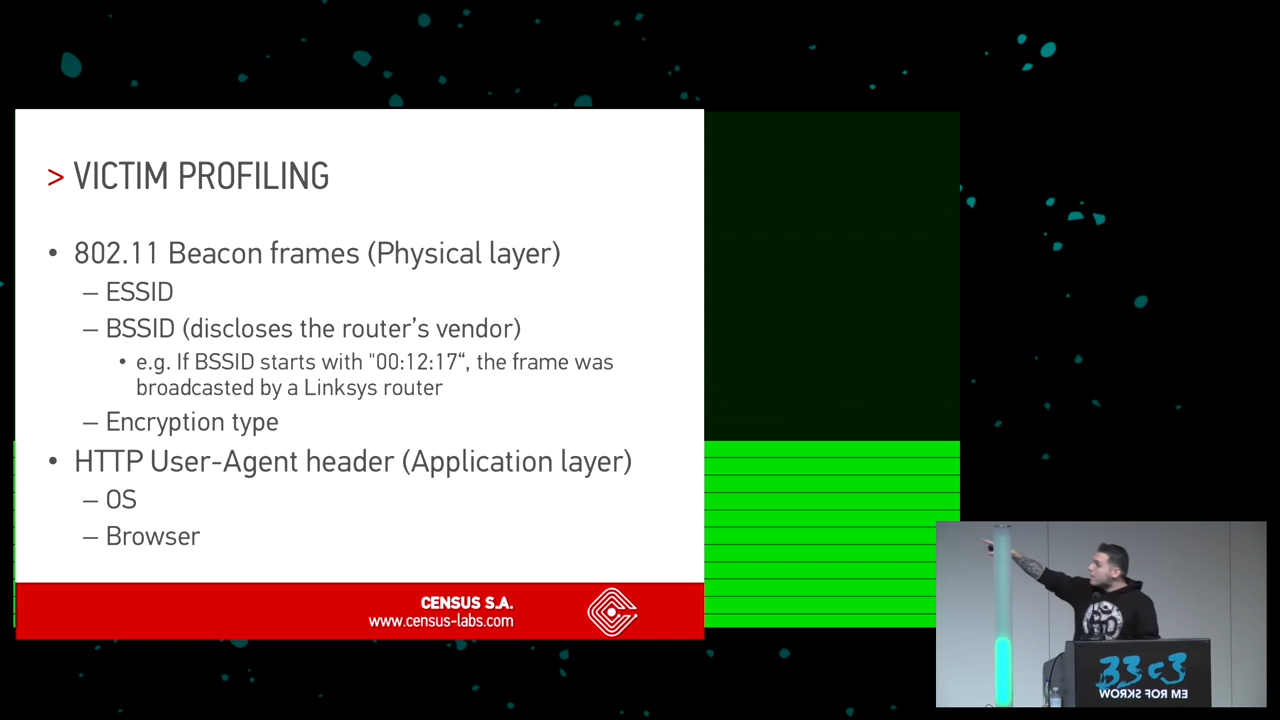 > VICTIM PROFILING
• 802.11 Beacon frames (Physical layer)
– ESSID
– BSSID (discloses the router's vendor)
• e.g. If BSSID starts with "00:12:17“, the frame was
broadcasted by a Linksys router
– Encryption type
• HTTP User-Agent header (Application layer)
– OS
– Browser
CENSUS S.A.
www.census-labs.com
33c3
WORKS FOR ME